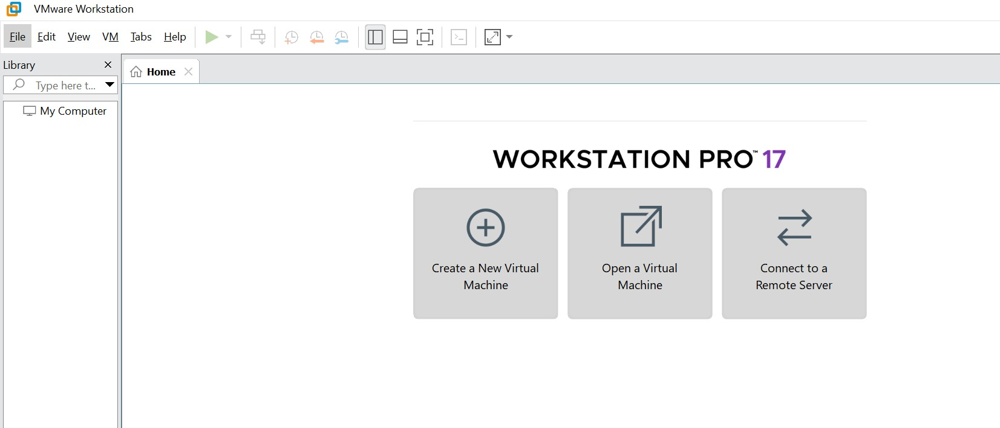 VMware Workstation
File Edit View VM Tabs Help
Library
Home
Type here t...
My Computer
WORKSTATION PRO™ 17
Create a New Virtual
Machine
Open a Virtual
Machine
Connect to a
Remote Server